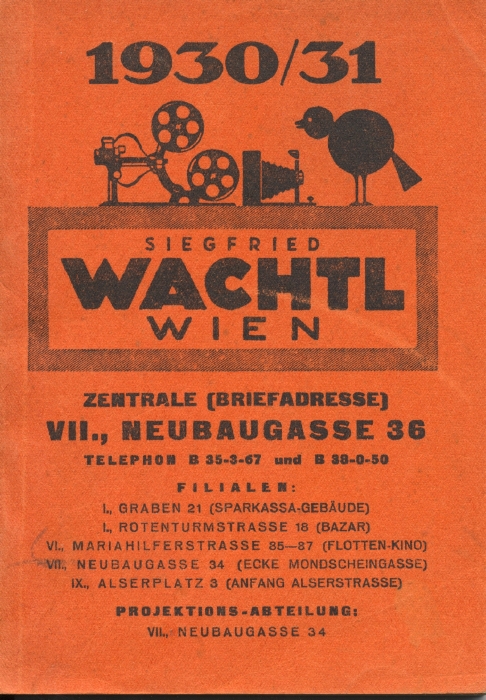 1930/31
SIEGFRIED
WACHTL
WIEN
ZENTRALE (BRIEFADRESSE)
VII., NEUBAUGASSE 36
TELEPHON B 35-3-67 und B 38-0-50
FILIALEN:
I., GRABEN 21 (SPARKASSA-GEBÄUDE)
I., ROTENTURMSTRASSE 18 (BAZAR)
VI., MARIAHILFERSTRASSE 85—87 (FLOTTEN-KINO)
VII., NEUBAUGASSE 34 (ECKE MONDSCHEINGASSE)
IX., ALSERPLATZ 3 (ANFANG ALSERSTRASSE)
PROJEKTIONS-ABTEILUNG:
VII., NEUBAUGASSE 34